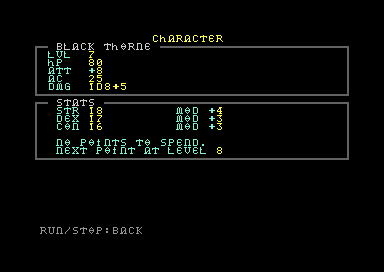 CHARACTER
BLACK THORNE
LVL 7
HP 80
ATT +8
AC 25
DMG 1D8+5
STATS
STR 18 MOD +4
DEX 17 MOD +3
CON 16 MOD +3
NO POINTS TO SPEND.
NEXT POINT AT LEVEL 8
RUN/STOP:BACK